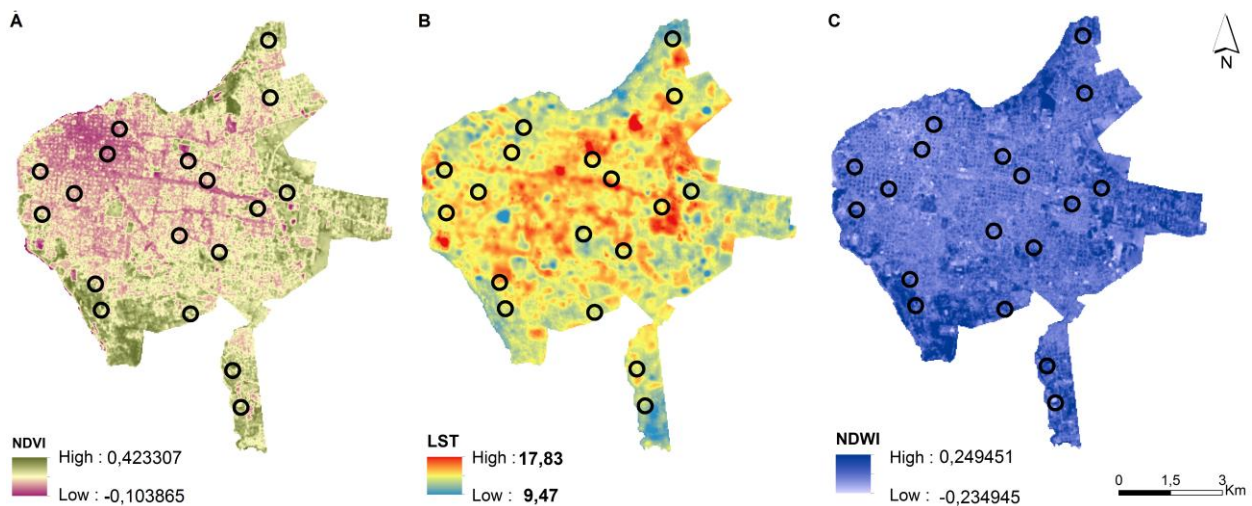 A
B
C
N
NDVI
High : 0,423307
Low : -0,103865
LST
High : 17,83
Low : 9,47
NDWI
High : 0,249451
Low : -0,234945
0 1,5 3
Km